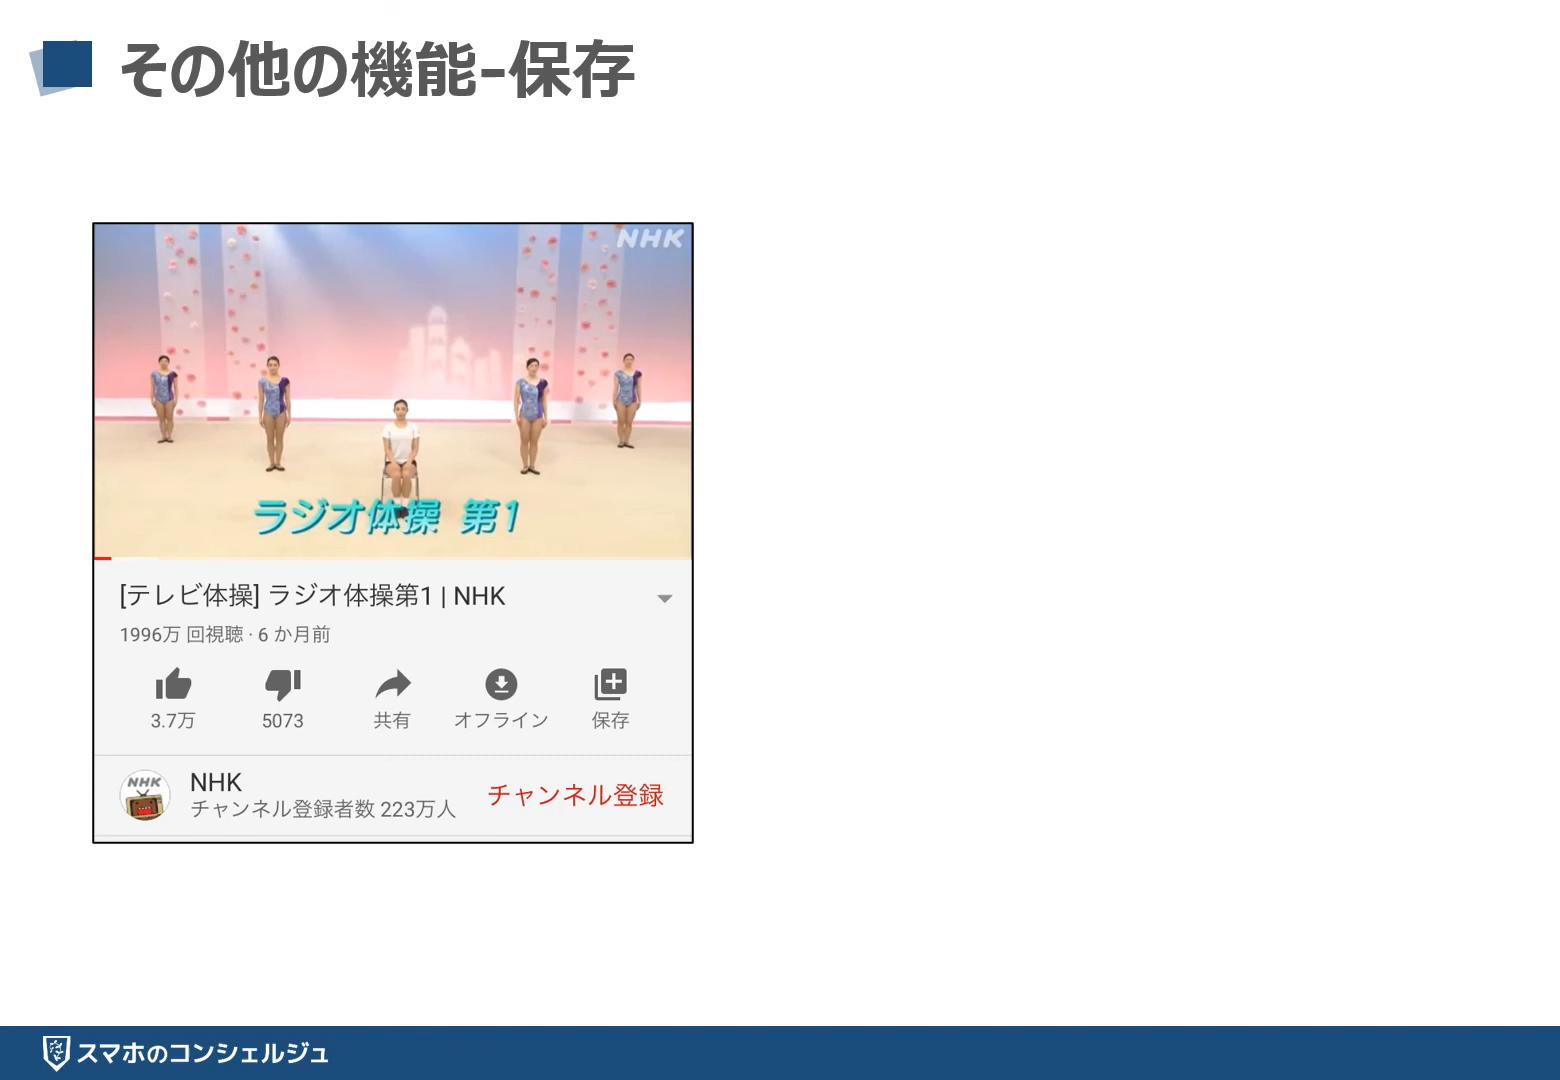 その他の機能-保存
NHK
ラジオ体操 第1
[テレビ体操] ラジオ体操第1 | NHK
1996万 回視聴 · 6 か月前
3.7万 5073 共有 オフライン 保存
NHK
NHK
チャンネル登録者数 223万人
チャンネル登録
スマホのコンシェルジュ